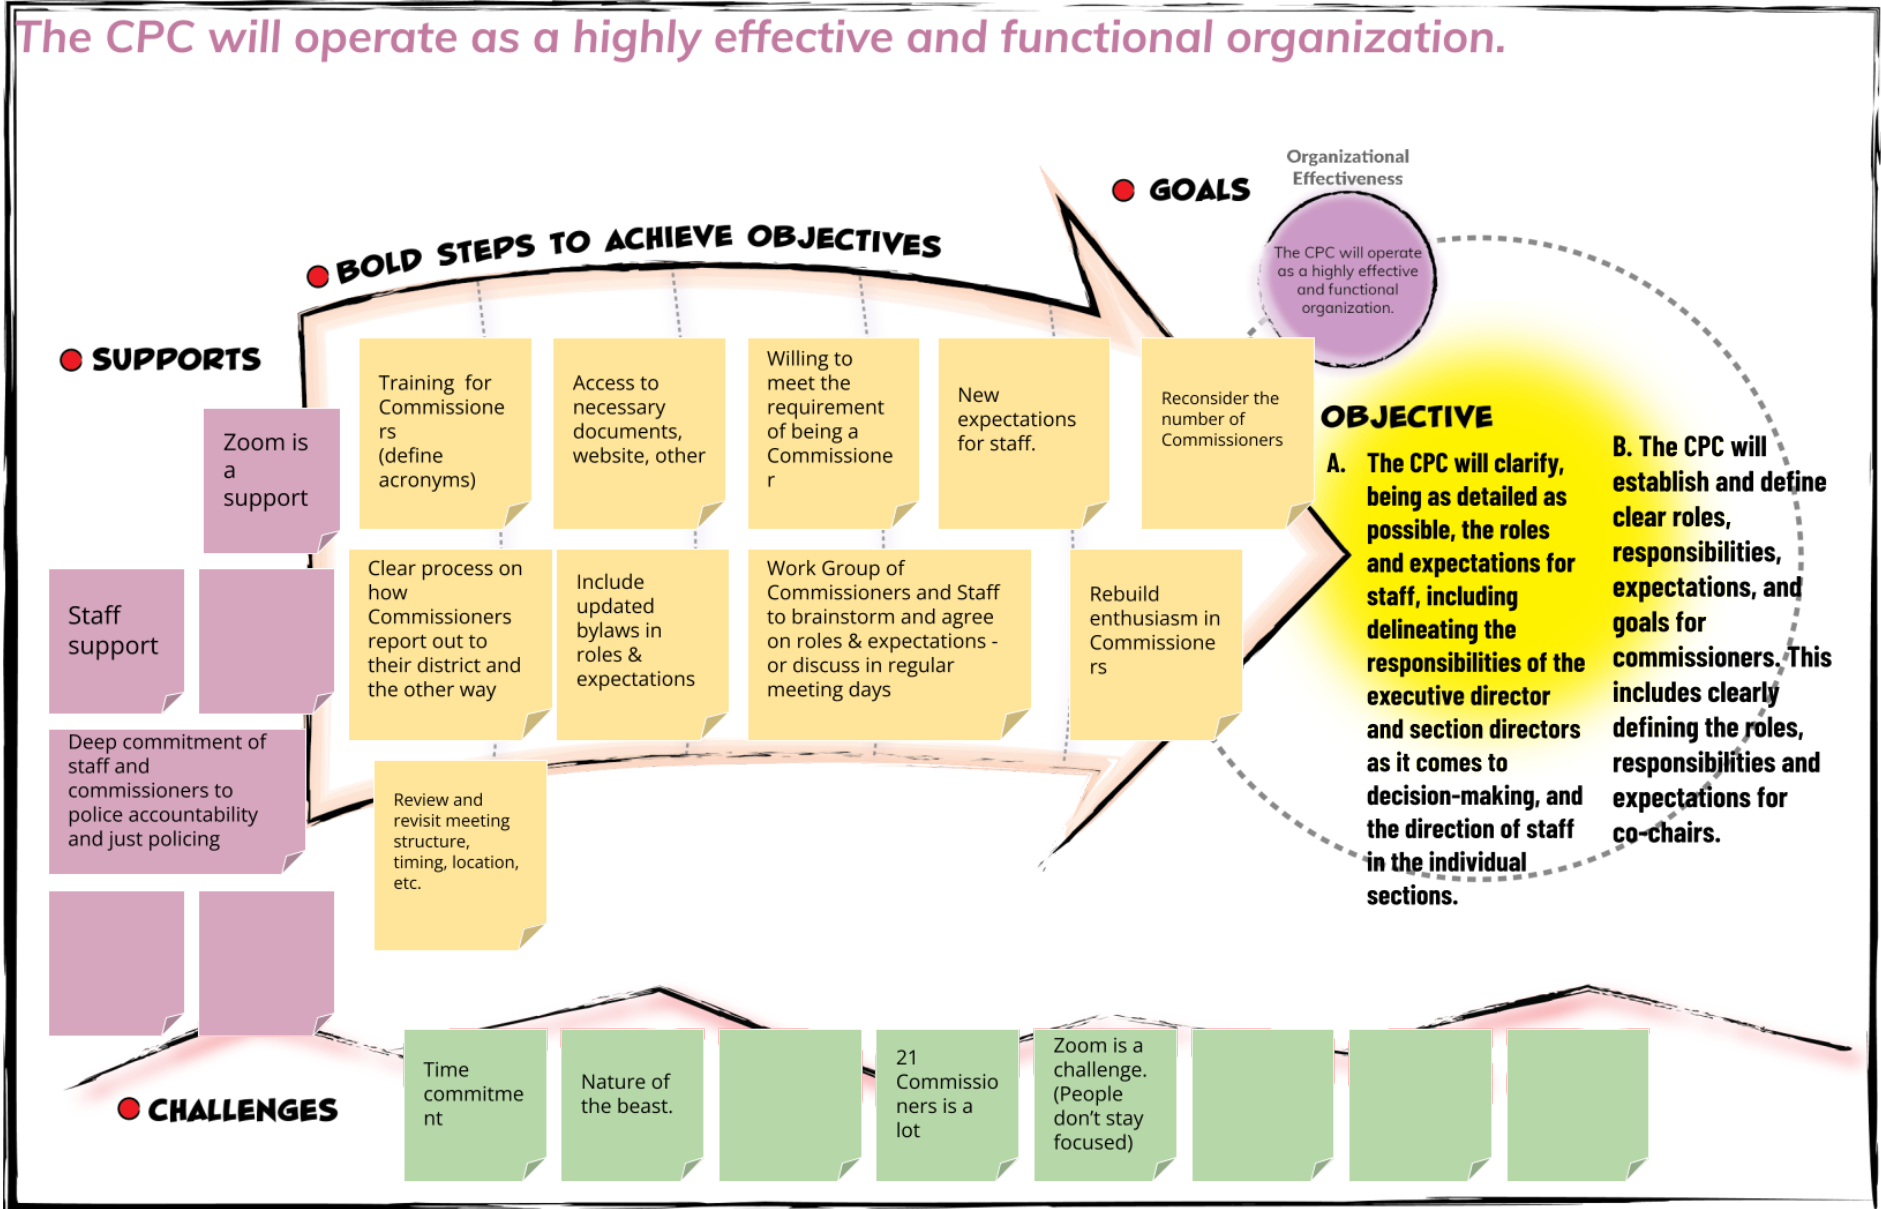 The CPC will operate as a highly effective and functional organization.
Organizational
Effectiveness
GOALS
The CPC will operate
as a highly effective
and functional
organization.
BOLD STEPS TO ACHIEVE OBJECTIVES
SUPPORTS
Zoom is
a
support
Staff
support
Deep commitment of
staff and
commissioners to
police accountability
and just policing
Training for
Commissione
rs
(define
acronyms)
Access to
necessary
documents,
website, other
Willing to
meet the
requirement
of being a
Commissione
r
New
expectations
for staff.
Reconsider the
number of
Commissioners
Clear process on
how
Commissioners
report out to
their district and
the other way
Include
updated
bylaws in
roles &
expectations
Work Group of
Commissioners and Staff
to brainstorm and agree
on roles & expectations -
or discuss in regular
meeting days
Rebuild
enthusiasm in
Commissione
rs
Review and
revisit meeting
structure,
timing, location,
etc.
OBJECTIVE
A. The CPC will clarify,
being as detailed as
possible, the roles
and expectations for
staff, including
delineating the
responsibilities of the
executive director
and section directors
as it comes to
decision-making, and
the direction of staff
in the individual
sections.
B. The CPC will
establish and define
clear roles,
responsibilities,
expectations, and
goals for
commissioners. This
includes clearly
defining the roles,
responsibilities and
expectations for
co-chairs.
CHALLENGES
Time
commitme
nt
Nature of
the beast.
21
Commissio
ners is a
lot
Zoom is a
challenge.
(People
don't stay
focused)